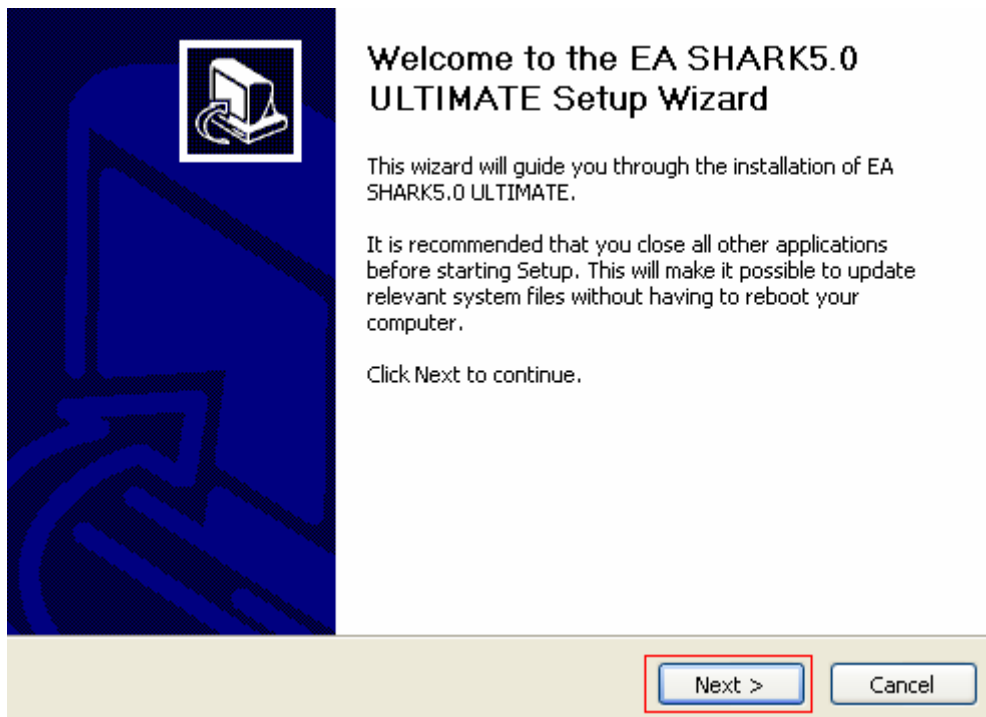 Welcome to the EA SHARK5.0
ULTIMATE Setup Wizard
This wizard will guide you through the installation of EA
SHARK5.0 ULTIMATE.
It is recommended that you close all other applications
before starting Setup. This will make it possible to update
relevant system files without having to reboot your
computer.
Click Next to continue.
Next >
Cancel